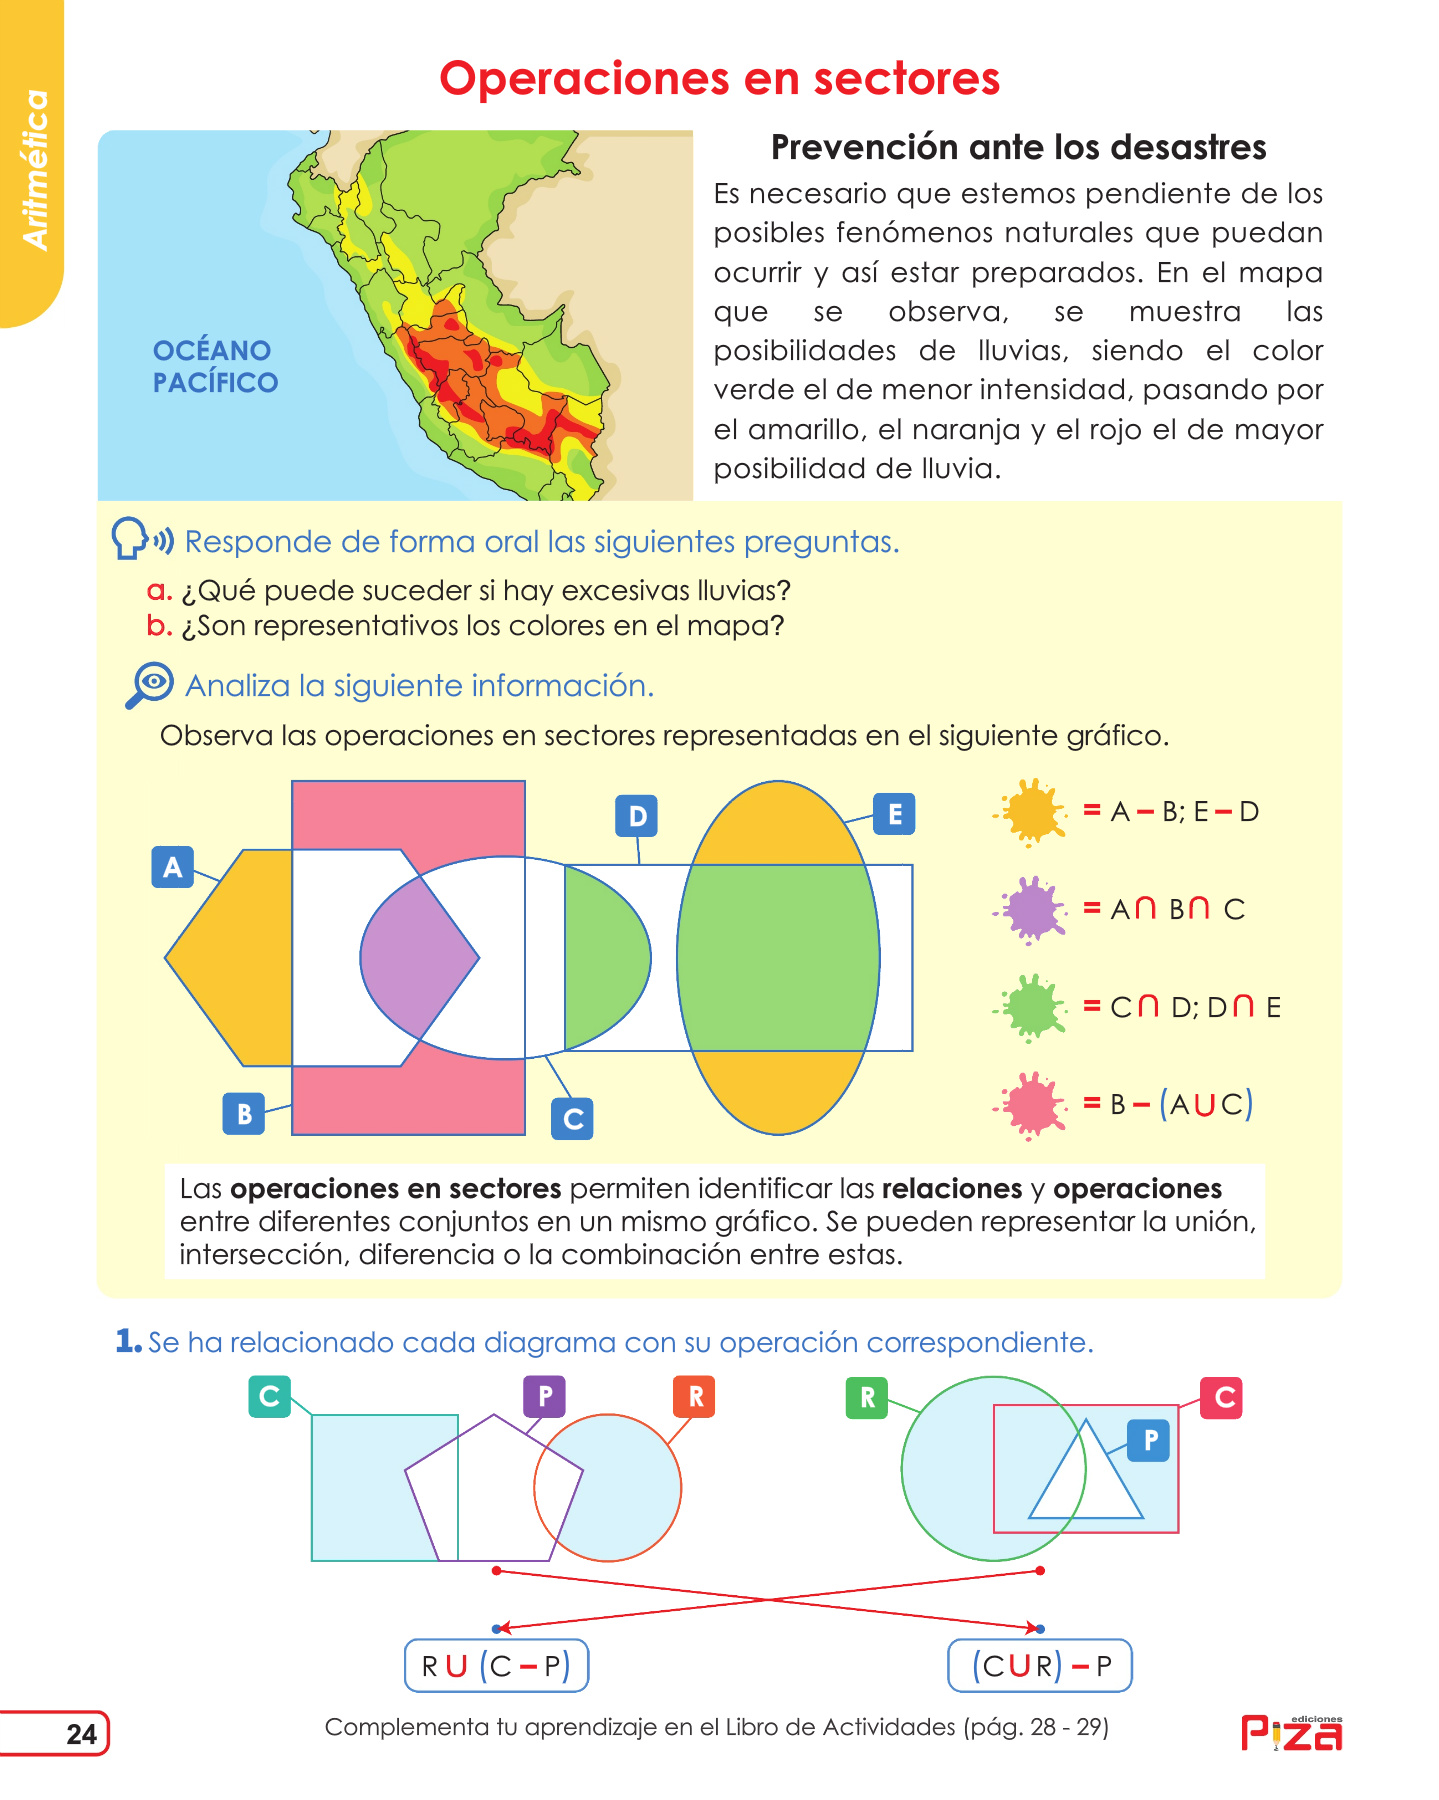 Aritmética
Operaciones en sectores
OCÉANO
PACÍFICO
Prevención ante los desastres
Es necesario que estemos pendiente de los
posibles fenómenos naturales que puedan
ocurrir y así estar preparados. En el mapa
que se observa, se muestra las
posibilidades de lluvias, siendo el color
verde el de menor intensidad, pasando por
el amarillo, el naranja y el rojo el de mayor
posibilidad de lluvia.
Responde de forma oral las siguientes preguntas.
a. ¿Qué puede suceder si hay excesivas lluvias?
b. ¿Son representativos los colores en el mapa?
Analiza la siguiente información.
Observa las operaciones en sectores representadas en el siguiente gráfico.
A
B
C
D
E
= A – B; E – D
= A ∩ B ∩ C
= C ∩ D; D ∩ E
= B – (A ∪ C)
Las operaciones en sectores permiten identificar las relaciones y operaciones
entre diferentes conjuntos en un mismo gráfico. Se pueden representar la unión,
intersección, diferencia o la combinación entre estas.
1. Se ha relacionado cada diagrama con su operación correspondiente.
C
P
R
R
C
P
R ∪ (C – P)
(C ∪ R) – P
24
Complementa tu aprendizaje en el Libro de Actividades (pág. 28 - 29)
ediciones
Piza